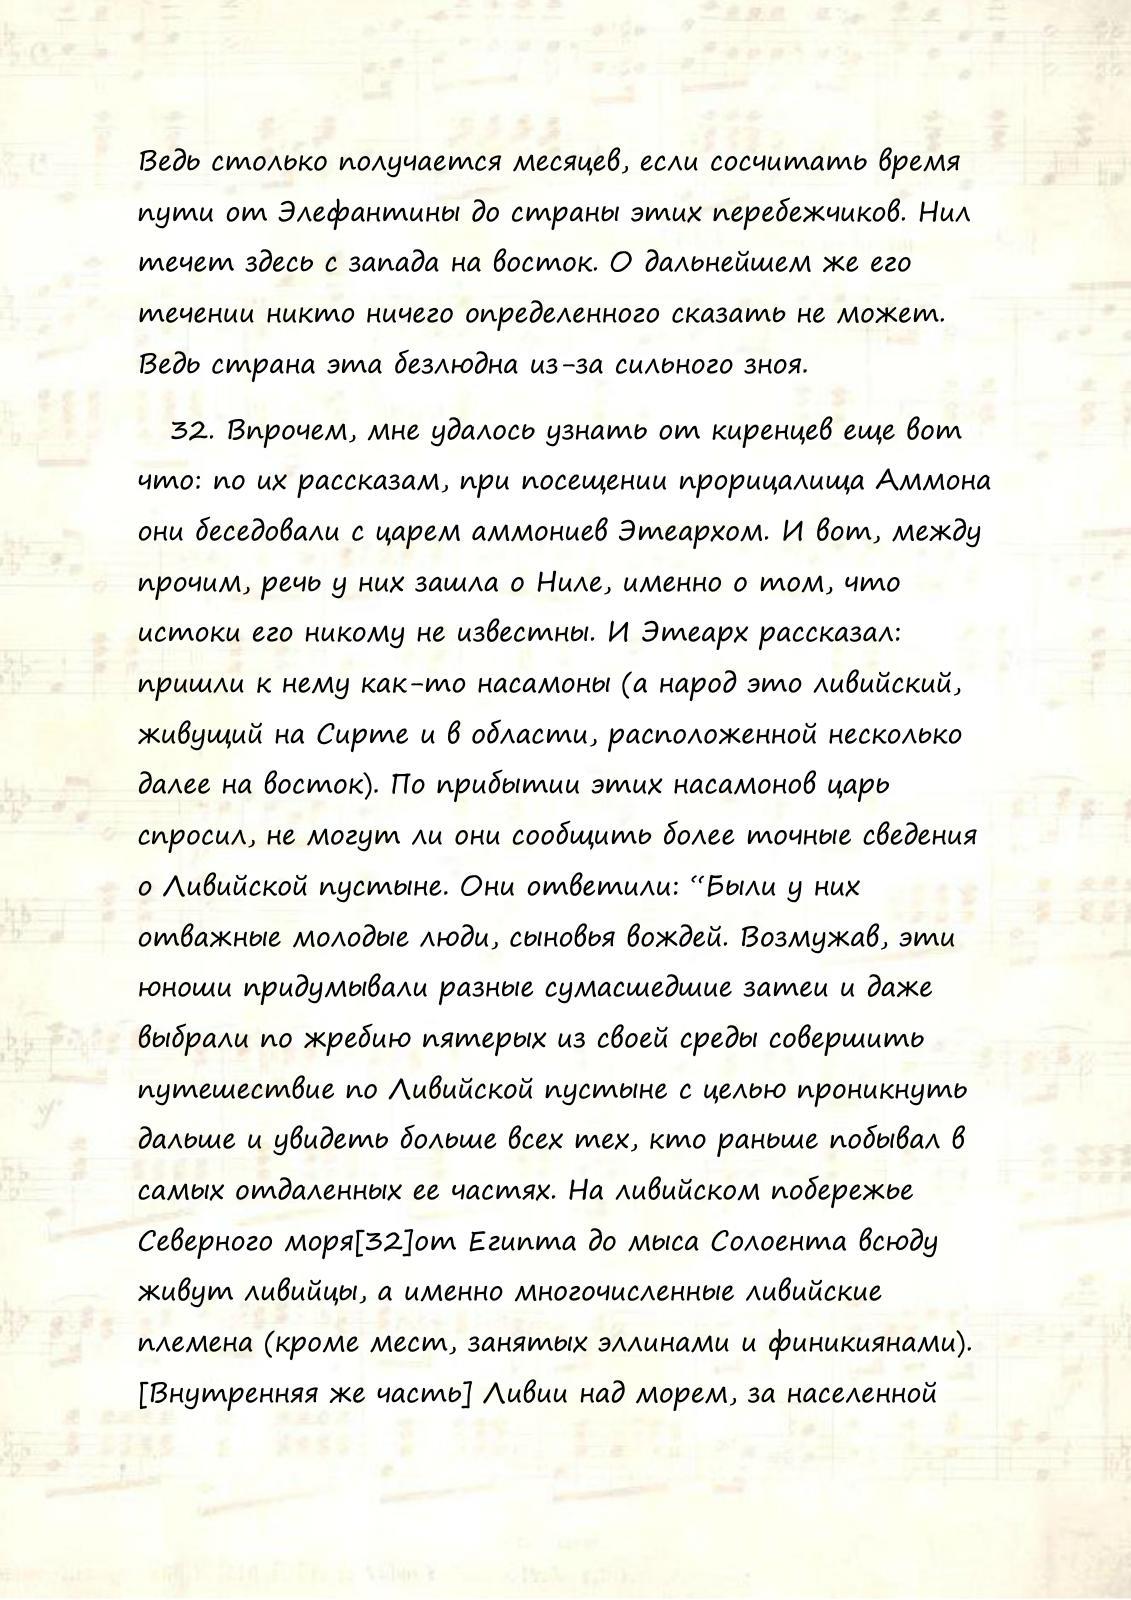 Ведь столько получается месяцев, если сосчитать время
пути от Элефантины до страны этих перебежчиков. Нил
течет здесь с запада на восток. О дальнейшем же его
течении никто ничего определенного сказать не может.
Ведь страна эта безлюдна из-за сильного зноя.
32. Впрочем, мне удалось узнать от киренцев еще вот
что: по их рассказам, при посещении прорицалища Аммона
они беседовали с царем аммониев Этеархом. И вот, между
прочим, речь у них зашла о Ниле, именно о том, что
истоки его никому не известны. И Этеарх рассказал:
пришли к нему как-то насамоны (а народ это ливийский,
живущий на Сирте и в области, расположенной несколько
далее на восток). По прибытии этих насамонов царь
спросил, не могут ли они сообщить более точные сведения
о Ливийской пустыне. Они ответили: “Были у них
отважные молодые люди, сыновья вождей. Возмужав, эти
юноши придумывали разные сумасшедшие затеи и даже
выбрали по жребию пятерых из своей среды совершить
путешествие по Ливийской пустыне с целью проникнуть
дальше и увидеть больше всех тех, кто раньше побывал в
самых отдаленных ее частях. На ливийском побережье
Северного моря[32]от Египта до мыса Солоента всюду
живут ливийцы, а именно многочисленные ливийские
племена (кроме мест, занятых эллинами и финикиянами).
[Внутренняя же часть] Ливии над морем, за населенной